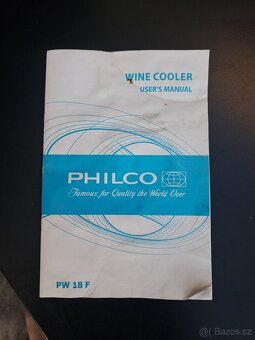 WINE COOLER
USER'S MANUAL
PHILCO
Famous for Quality the World Over
PW 18 F
Bazos.cz